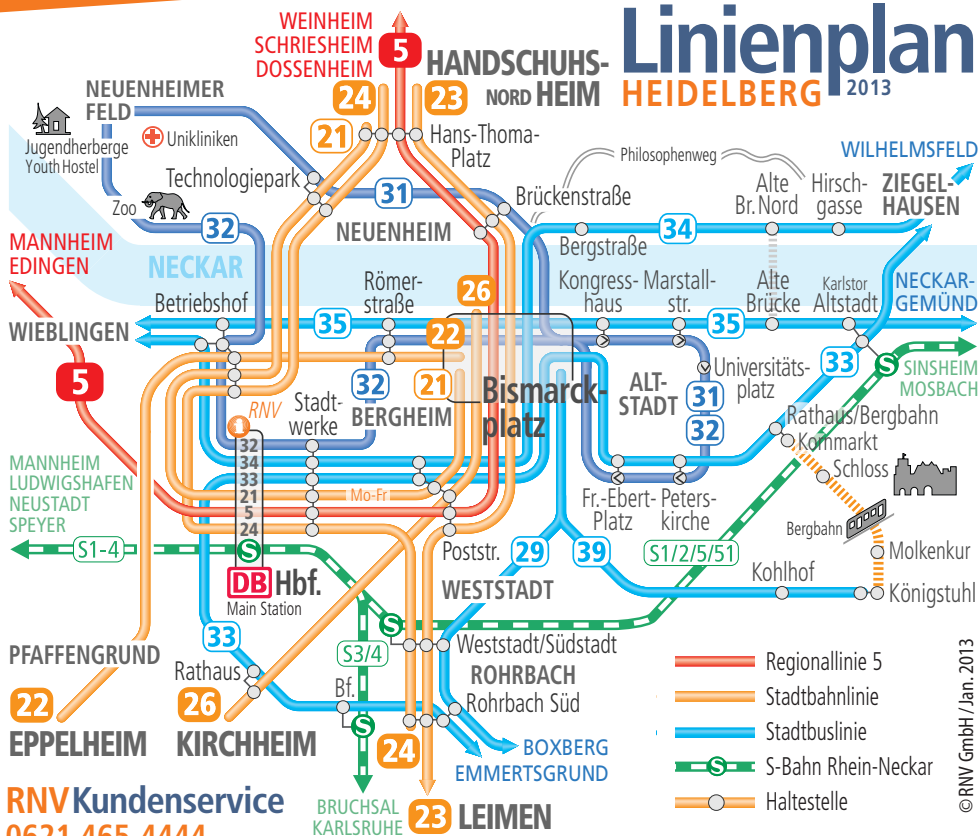 Linienplan
HEIDELBERG 2013
WEINHEIM
SCHRIESHEIM
DOSSENHEIM
5
HANDSCHUHS-
NORD HEIM
24
23
21
Hans-Thoma-
Platz
NEUENHEIMER
FELD
Jugendherberge
Youth Hostel
Unikliniken
Technologiepark
Zoo
31
32
NEUENHEIM
Brückenstraße
Philosophenweg
Bergstraße
34
Alte
Br. Nord
Hirsch-
gasse
WILHELMSFELD
ZIEGEL-
HAUSEN
MANNHEIM
EDINGEN
NECKAR
Betriebshof
Römer-
straße
26
Kongress-
haus
Marstall-
str.
Alte
Brücke
Karlstor
Altstadt
NECKAR-
GEMÜND
WIEBLINGEN
35
22
35
33
5
32
21
BERGHEIM
Bismarck-
platz
ALT-
STADT
Universitäts-
platz
31
32
SINSHEIM
MOSBACH
RNV
i
Stadt-
werke
32
34
33
21
5
24
Mo-Fr
Rathaus/Bergbahn
Kornmarkt
Schloss
Fr.-Ebert-
Platz
Peters-
kirche
Bergbahn
Molkenkur
Königstuhl
Kohlhof
MANNHEIM
LUDWIGSHAFEN
NEUSTADT
SPEYER
S1-4
S
DB Hbf.
Main Station
Poststr.
29
39
S1/2/5/51
S
WESTSTADT
S
Weststadt/Südstadt
33
S3/4
PFAFFENGRUND
Rathaus
Bf.
S
ROHRBACH
Rohrbach Süd
22
EPPELHEIM
26
KIRCHHEIM
24
BOXBERG
EMMERTSGRUND
BRUCHSAL
KARLSRUHE
23 LEIMEN
Regionallinie 5
Stadtbahnlinie
Stadtbuslinie
S S-Bahn Rhein-Neckar
Haltestelle
© RNV GmbH / Jan. 2013
RNV Kundenservice
0621 465-4444